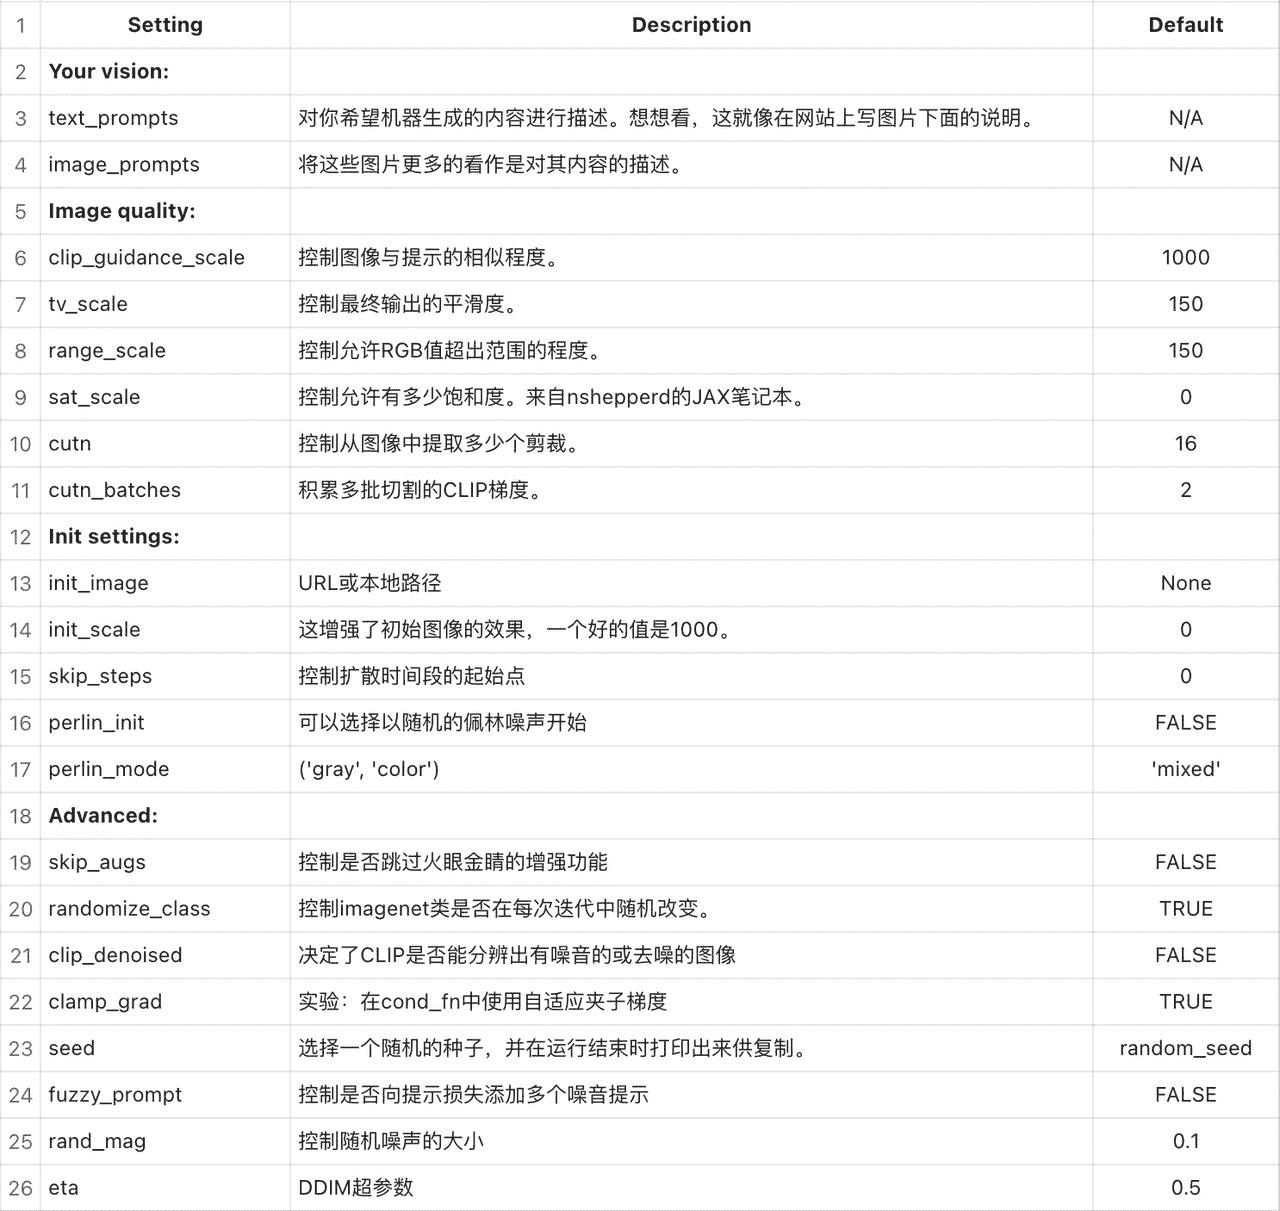 1 Setting Description Default
2 Your vision:
3 text_prompts 对你希望机器生成的内容进行描述。想想看，这就像在网站上写图片下面的说明。 N/A
4 image_prompts 将这些图片更多的看作是对其内容的描述。 N/A
5 Image quality:
6 clip_guidance_scale 控制图像与提示的相似程度。 1000
7 tv_scale 控制最终输出的平滑度。 150
8 range_scale 控制允许RGB值超出范围的程度。 150
9 sat_scale 控制允许有多少饱和度。来自nshepperd的JAX笔记本。 0
10 cutn 控制从图像中提取多少个剪裁。 16
11 cutn_batches 积累多批切割的CLIP梯度。 2
12 Init settings:
13 init_image URL或本地路径 None
14 init_scale 这增强了初始图像的效果，一个好的值是1000。 0
15 skip_steps 控制扩散时间段的起始点 0
16 perlin_init 可以选择以随机的佩林噪声开始 FALSE
17 perlin_mode ('gray', 'color') 'mixed'
18 Advanced:
19 skip_augs 控制是否跳过火眼金睛的增强功能 FALSE
20 randomize_class 控制imagenet类是否在每次迭代中随机改变。 TRUE
21 clip_denoised 决定了CLIP是否能分辨出有噪音的或去噪的图像 FALSE
22 clamp_grad 实验：在cond_fn中使用自适应夹子梯度 TRUE
23 seed 选择一个随机的种子，并在运行结束时打印出来供复制。 random_seed
24 fuzzy_prompt 控制是否向提示损失添加多个噪音提示 FALSE
25 rand_mag 控制随机噪声的大小 0.1
26 eta DDIM超参数 0.5